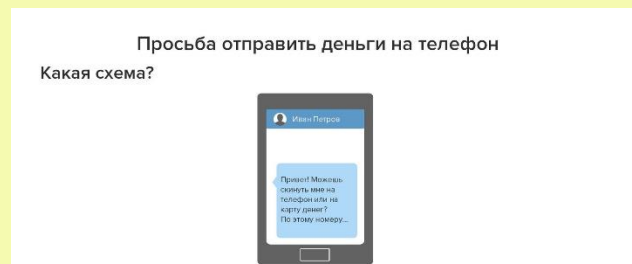 Просьба отправить деньги на телефон
Какая схема?
Иван Петров
Привет! Можешь
скинуть мне на
телефон или на
карту денег?
По этому номеру...